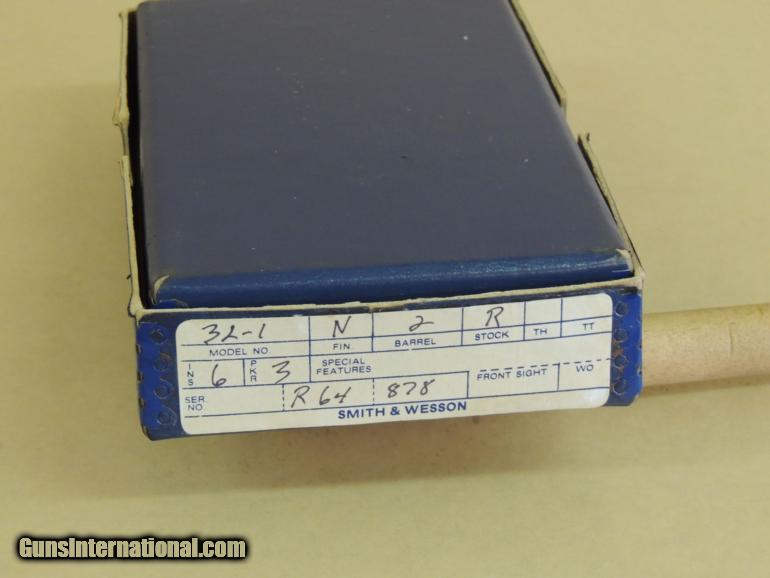 32-1 N 2 R
MODEL NO. FIN. BARREL STOCK TH TT
INS 6 PKR 3 SPECIAL FEATURES FRONT SIGHT WO
SER. NO. R 64 878
SMITH & WESSON
GunsInternational.com